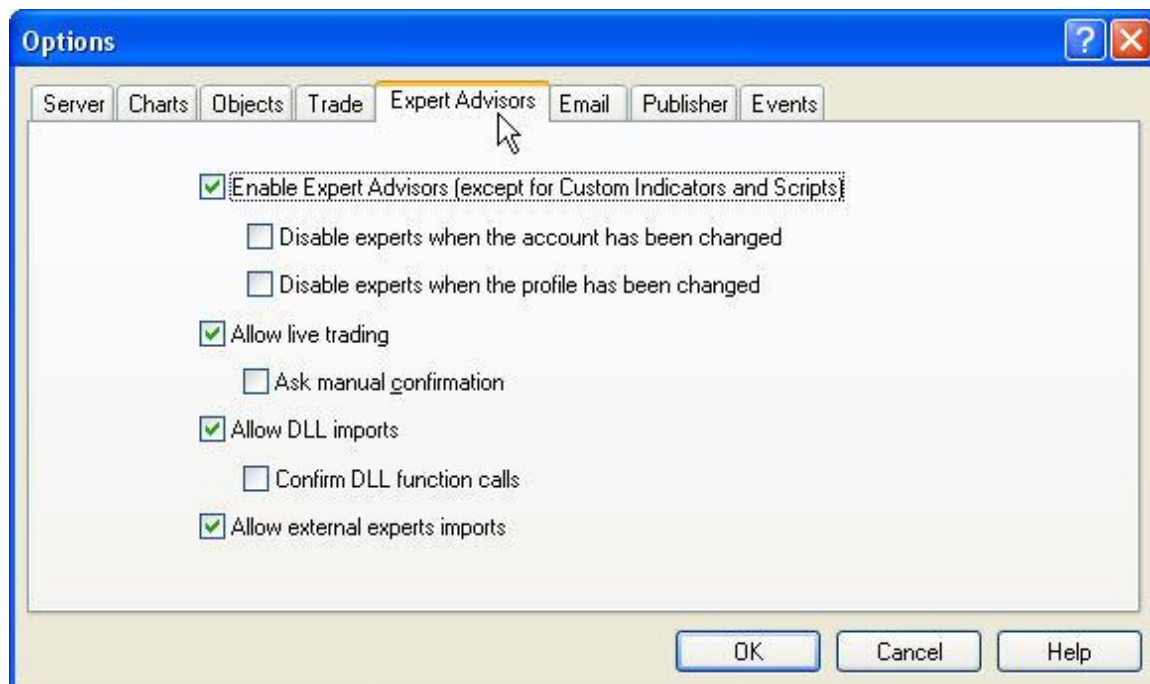 Options
Server Charts Objects Trade Expert Advisors Email Publisher Events
Enable Expert Advisors (except for Custom Indicators and Scripts)
Disable experts when the account has been changed
Disable experts when the profile has been changed
Allow live trading
Ask manual confirmation
Allow DLL imports
Confirm DLL function calls
Allow external experts imports
OK Cancel Help